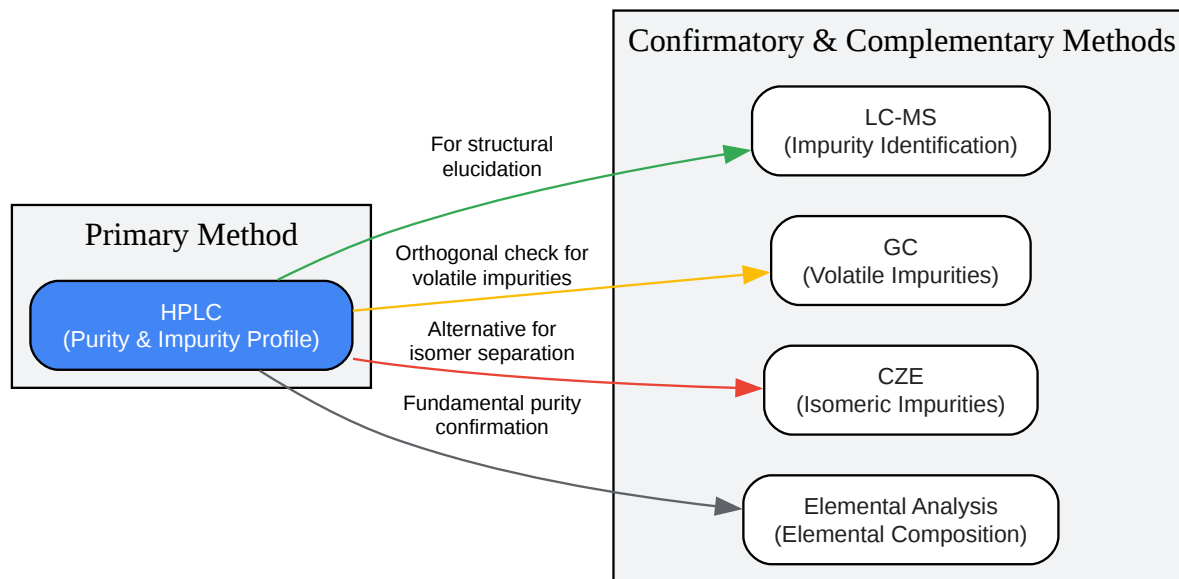 Primary Method
HPLC
(Purity & Impurity Profile)
For structural
elucidation
Orthogonal check for
volatile impurities
Alternative for
isomer separation
Fundamental purity
confirmation
Confirmatory & Complementary Methods
LC-MS
(Impurity Identification)
GC
(Volatile Impurities)
CZE
(Isomeric Impurities)
Elemental Analysis
(Elemental Composition)